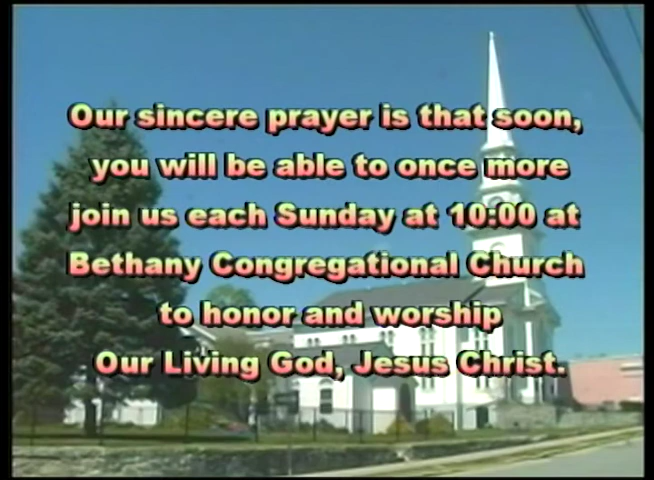 Our sincere prayer is that soon,
you will be able to once more
join us each Sunday at 10:00 at
Bethany Congregational Church
to honor and worship
Our Living God, Jesus Christ.